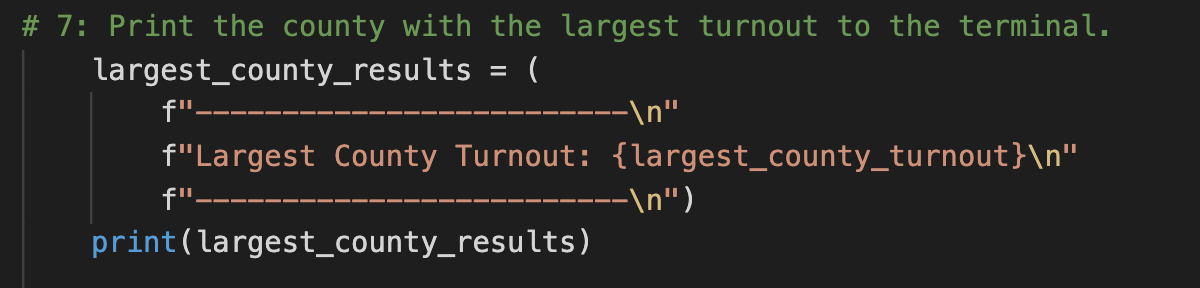 # 7: Print the county with the largest turnout to the terminal.
largest_county_results = (
f"-------------------------\n"
f"Largest County Turnout: {largest_county_turnout}\n"
f"-------------------------\n")
print(largest_county_results)